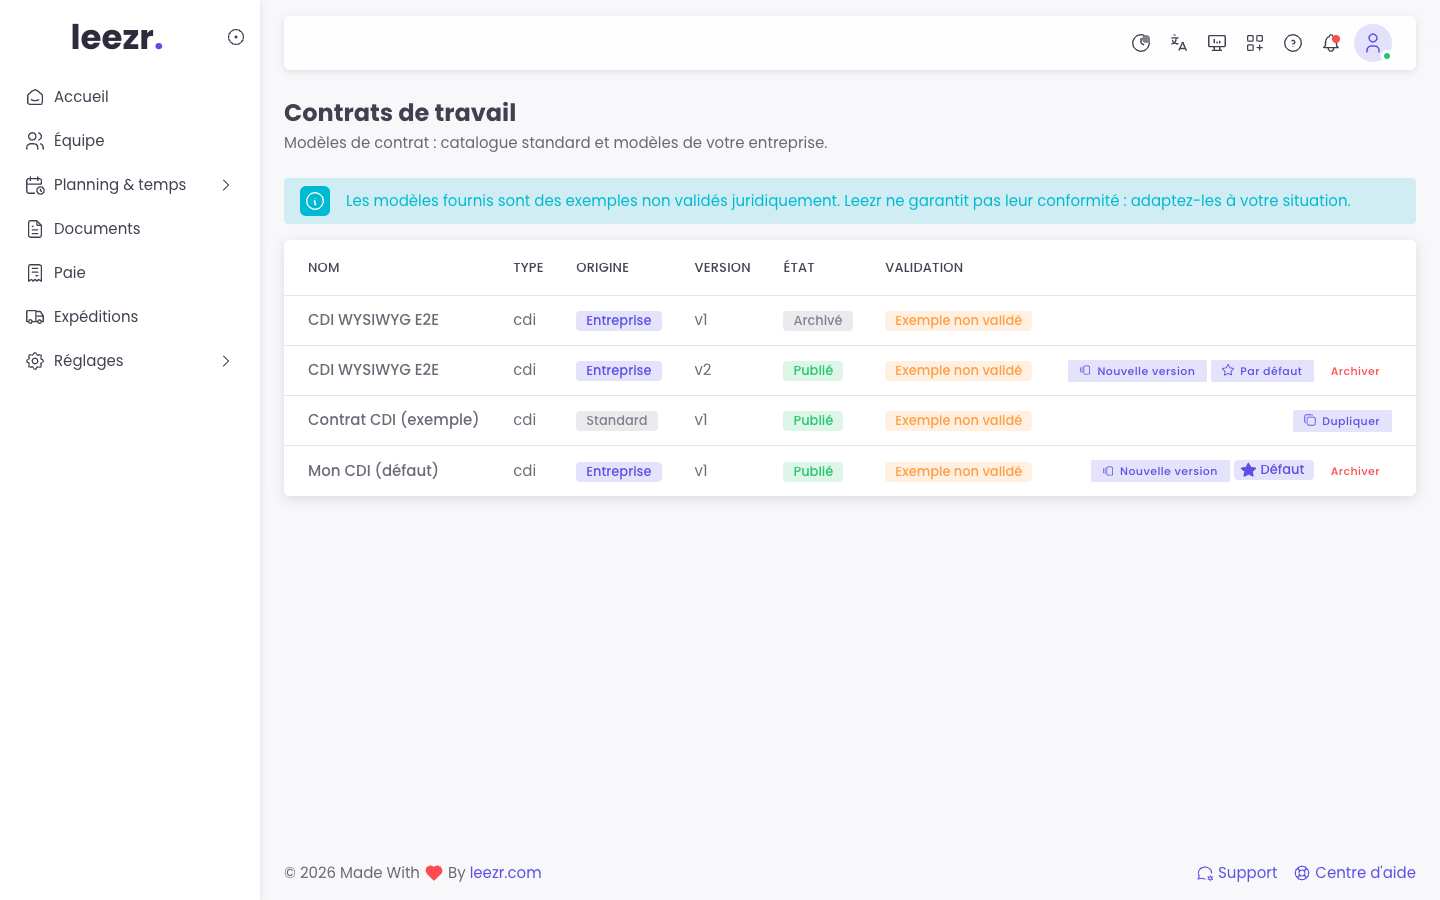 leezr.
Accueil
Équipe
Planning & temps
Documents
Paie
Expéditions
Réglages
Contrats de travail
Modèles de contrat : catalogue standard et modèles de votre entreprise.
Les modèles fournis sont des exemples non validés juridiquement. Leezr ne garantit pas leur conformité : adaptez-les à votre situation.
NOM TYPE ORIGINE VERSION ÉTAT VALIDATION
CDI WYSIWYG E2E cdi Entreprise v1 Archivé Exemple non validé
CDI WYSIWYG E2E cdi Entreprise v2 Publié Exemple non validé Nouvelle version Par défaut Archiver
Contrat CDI (exemple) cdi Standard v1 Publié Exemple non validé Dupliquer
Mon CDI (défaut) cdi Entreprise v1 Publié Exemple non validé Nouvelle version Défaut Archiver
© 2026 Made With By leezr.com Support Centre d'aide